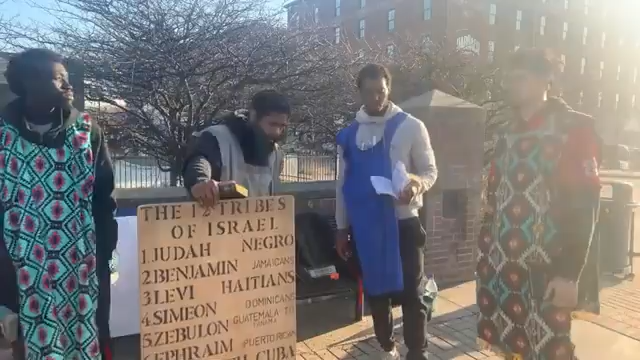 THE 12 TRIBES
OF ISRAEL
1.JUDAH NEGRO
2.BENJAMIN JAMAICANS
3.LEVI HAITIANS
4.SIMEON DOMINICANS
5.ZEBULON GUATEMALA TO PANAMA
6.EPHRAIM PUERTO RICAN
CUBA